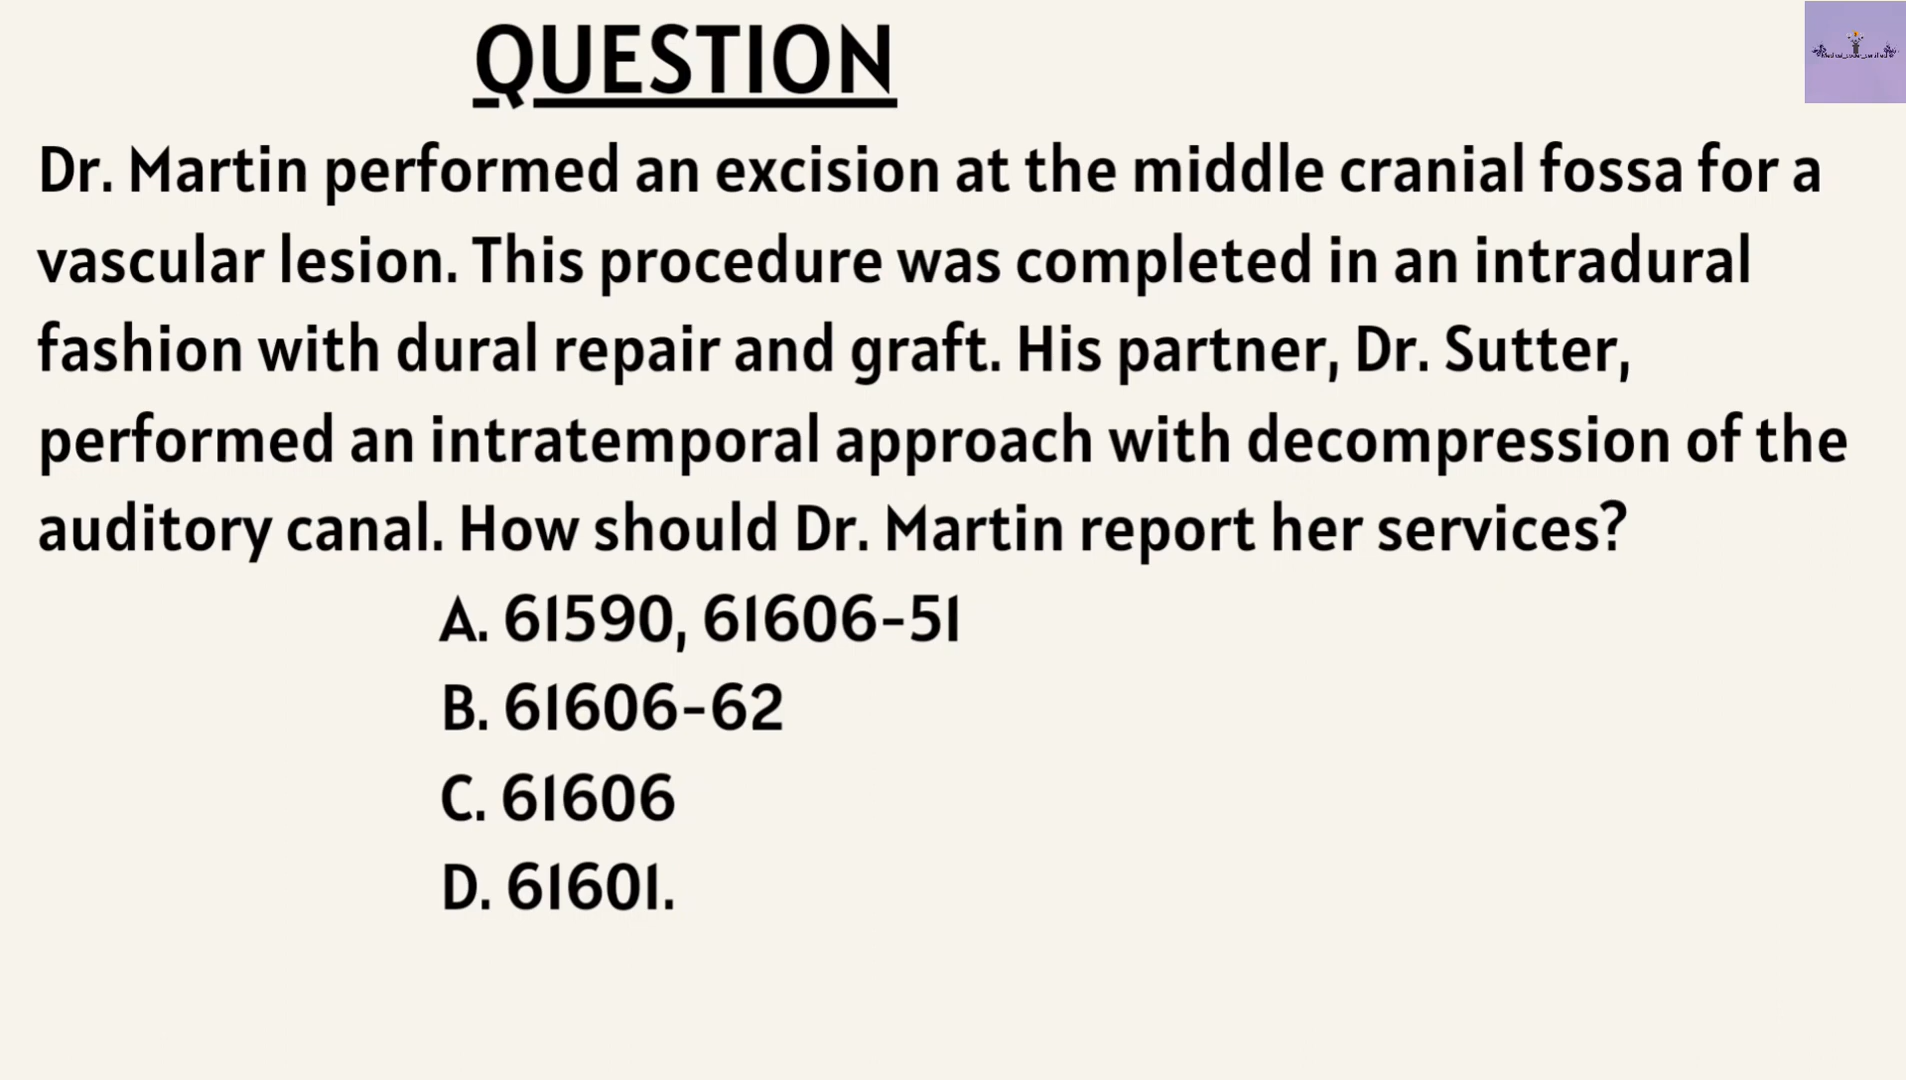 QUESTION
Dr. Martin performed an excision at the middle cranial fossa for a
vascular lesion. This procedure was completed in an intradural
fashion with dural repair and graft. His partner, Dr. Sutter,
performed an intratemporal approach with decompression of the
auditory canal. How should Dr. Martin report her services?
A. 61590, 61606-51
B. 61606-62
C. 61606
D. 61601.